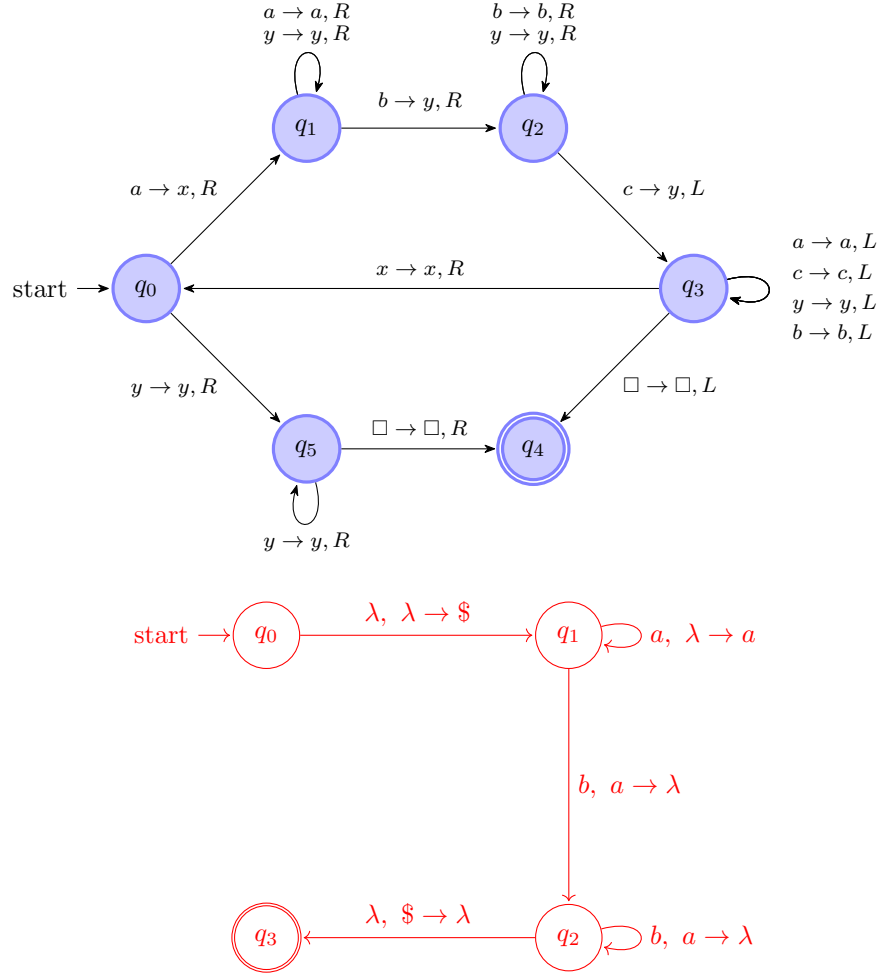 a → a, R
y → y, R
b → b, R
y → y, R
q₁
b → y, R
q₂
a → x, R
c → y, L
start
q₀
x → x, R
q₃
a → a, L
c → c, L
y → y, L
b → b, L
y → y, R
□ → □, L
q₅
□ → □, R
q₄
y → y, R
start
q₀
λ, λ → $
q₁
a, λ → a
b, a → λ
q₃
λ, $ → λ
q₂
b, a → λ